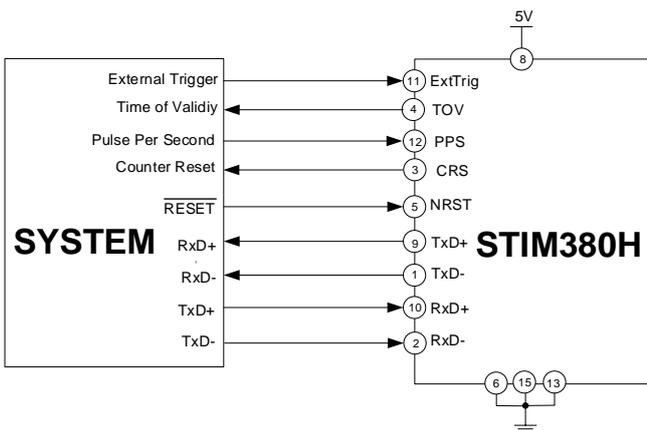 5V
8
External Trigger
11 ExtTrig
Time of Validiy
4 TOV
Pulse Per Second
12 PPS
Counter Reset
3 CRS
RESET
5 NRST
SYSTEM
RxD+
9 TxD+
STIM380H
RxD-
1 TxD-
TxD+
10 RxD+
TxD-
2 RxD-
6 15 13